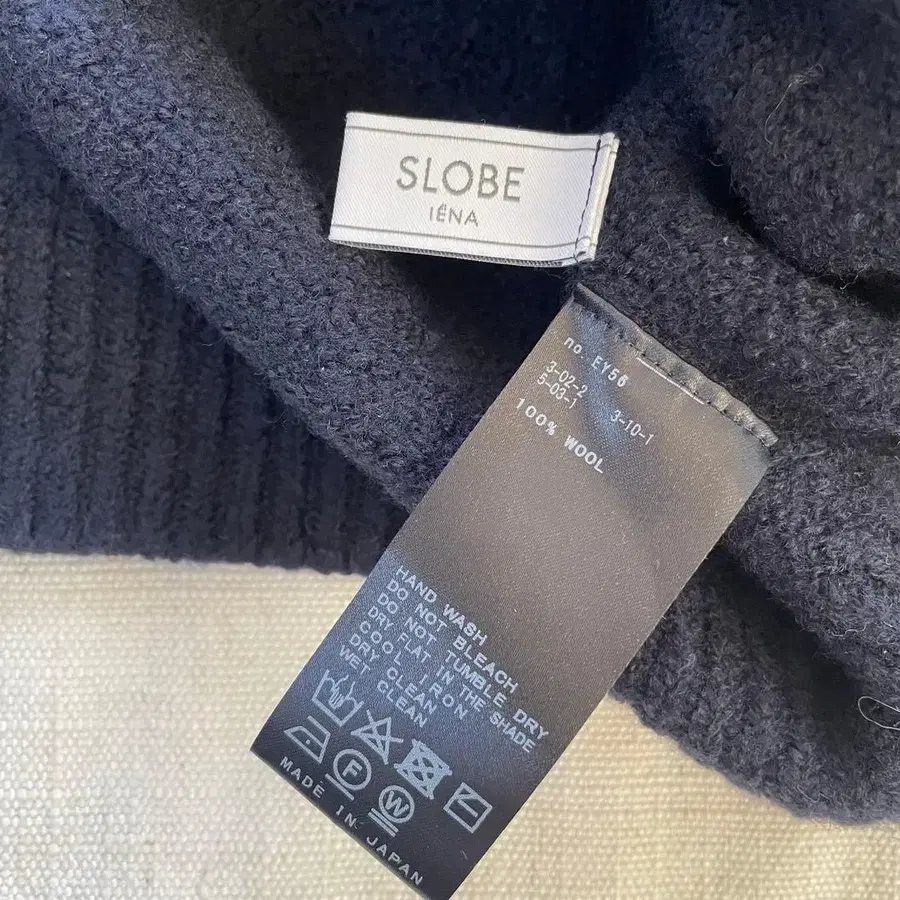 SLOBE
IĒNA
no. EY56
3-02-2 3-10-1
5-03-1
100% WOOL
HAND WASH
DO NOT BLEACH
DO NOT TUMBLE DRY
DRY FLAT IN THE SHADE
COOL IRON
DRY CLEAN
WET CLEAN
F
W
MADE IN JAPAN